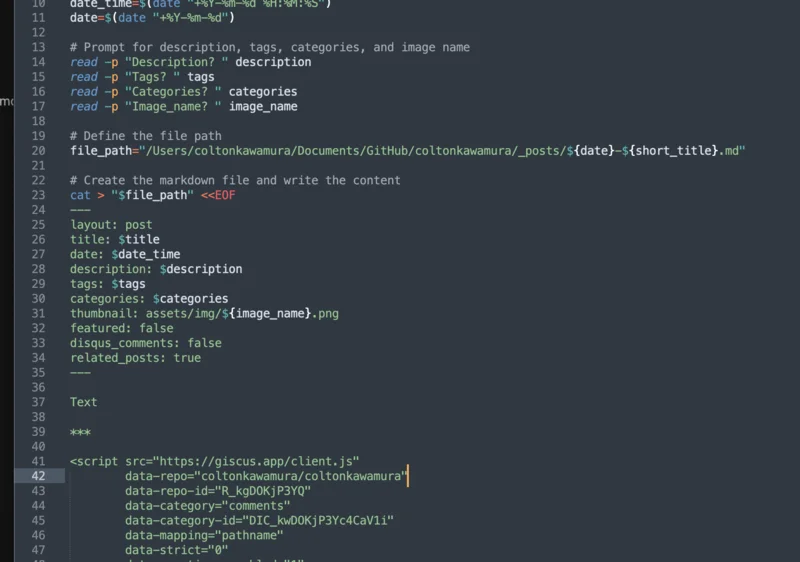 10 date_time=$(date "+%Y-%m-%d %H:%M:%S")
11 date=$(date "+%Y-%m-%d")
12
13 # Prompt for description, tags, categories, and image name
14 read -p "Description? " description
15 read -p "Tags? " tags
16 read -p "Categories? " categories
17 read -p "Image_name? " image_name
18
19 # Define the file path
20 file_path="/Users/coltonkawamura/Documents/GitHub/coltonkawamura/_posts/${date}-${short_title}.md"
21
22 # Create the markdown file and write the content
23 cat > "$file_path" <<EOF
24 ---
25 layout: post
26 title: $title
27 date: $date_time
28 description: $description
29 tags: $tags
30 categories: $categories
31 thumbnail: assets/img/${image_name}.png
32 featured: false
33 disqus_comments: false
34 related_posts: true
35 ---
36
37 Text
38
39 ***
40
41 <script src="https://giscus.app/client.js"
42 data-repo="coltonkawamura/coltonkawamura"
43 data-repo-id="R_kgDOKjP3YQ"
44 data-category="comments"
45 data-category-id="DIC_kwDOKjP3Yc4CaV1i"
46 data-mapping="pathname"
47 data-strict="0"